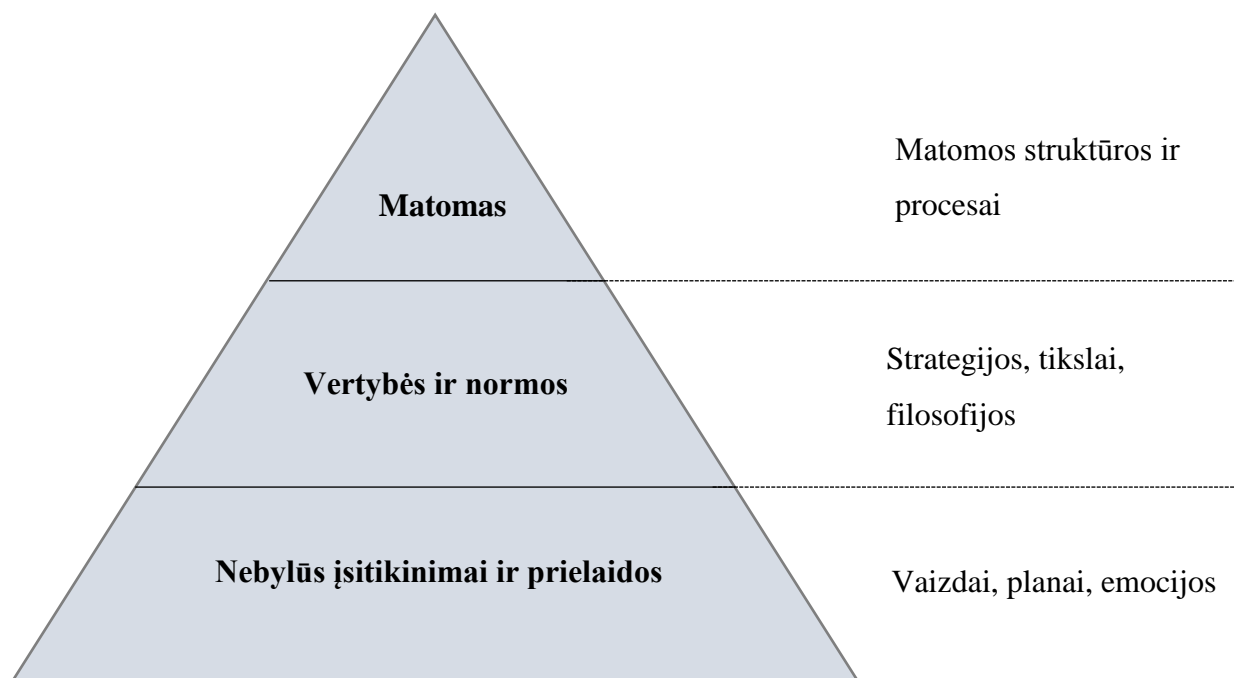 Matomos struktūros ir
procesai
Matomas
Strategijos, tikslai,
filosofijos
Vertybės ir normos
Nebylūs įsitikinimai ir prielaidos
Vaizdai, planai, emocijos